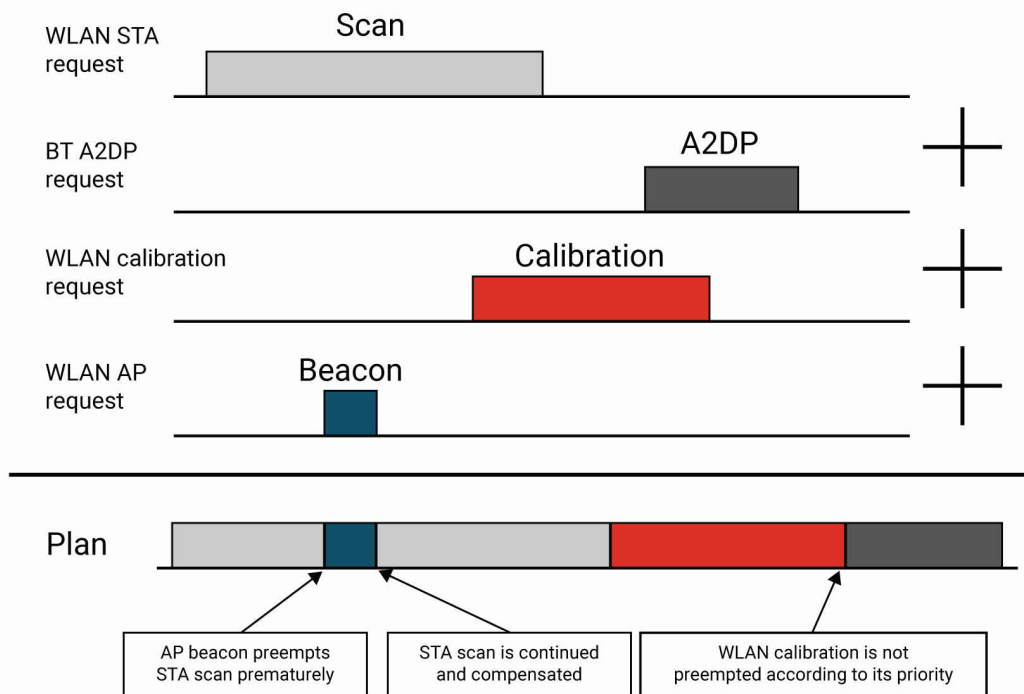 Scan
WLAN STA
request
A2DP
BT A2DP
request
Calibration
WLAN calibration
request
Beacon
WLAN AP
request
Plan
AP beacon preempts
STA scan prematurely
STA scan is continued
and compensated
WLAN calibration is not
preempted according to its priority